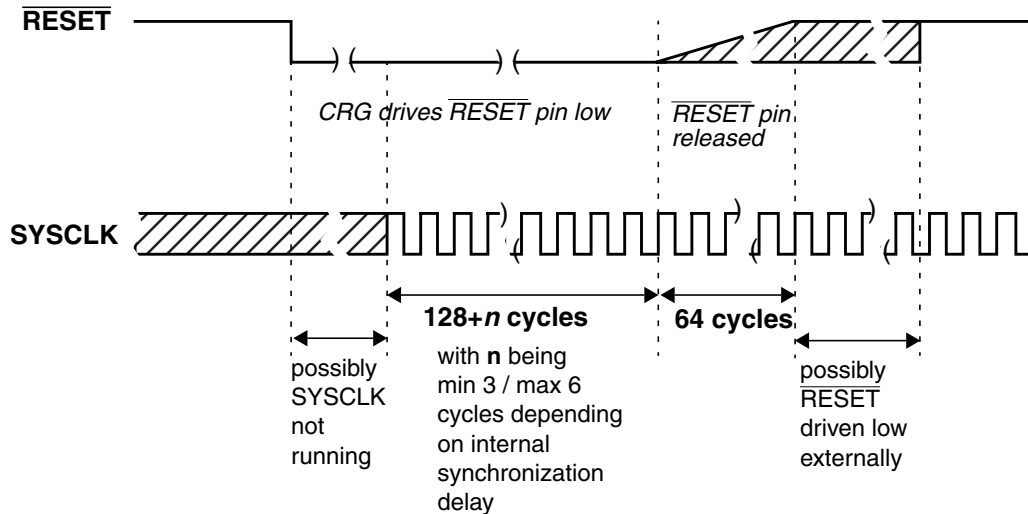 RESET
CRG drives RESET pin low
RESET pin
released
SYSCLK
128+n cycles
64 cycles
with n being
min 3 / max 6
cycles depending
on internal
synchronization
delay
possibly
SYSCLK
not
running
possibly
RESET
driven low
externally